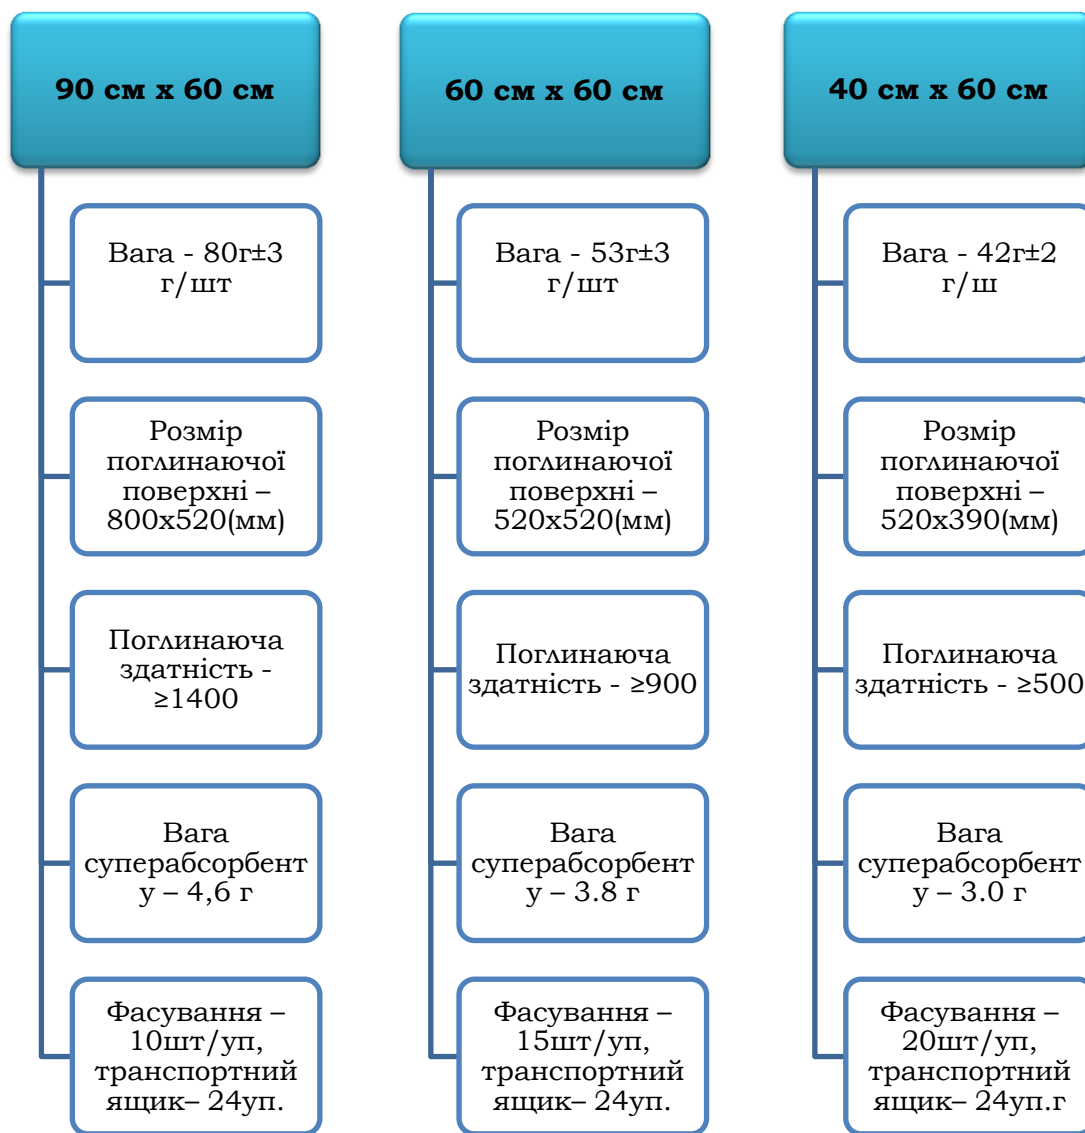 90 см х 60 см
Вага - 80г±3
г/шт
Розмір
поглинаючої
поверхні –
800х520(мм)
Поглинаюча
здатність -
≥1400
Вага
суперабсорбент
у – 4,6 г
Фасування –
10шт/уп,
транспортний
ящик– 24уп.
60 см х 60 см
Вага - 53г±3
г/шт
Розмір
поглинаючої
поверхні –
520х520(мм)
Поглинаюча
здатність - ≥900
Вага
суперабсорбент
у – 3.8 г
Фасування –
15шт/уп,
транспортний
ящик– 24уп.
40 см х 60 см
Вага - 42г±2
г/ш
Розмір
поглинаючої
поверхні –
520х390(мм)
Поглинаюча
здатність - ≥500
Вага
суперабсорбент
у – 3.0 г
Фасування –
20шт/уп,
транспортний
ящик– 24уп.г